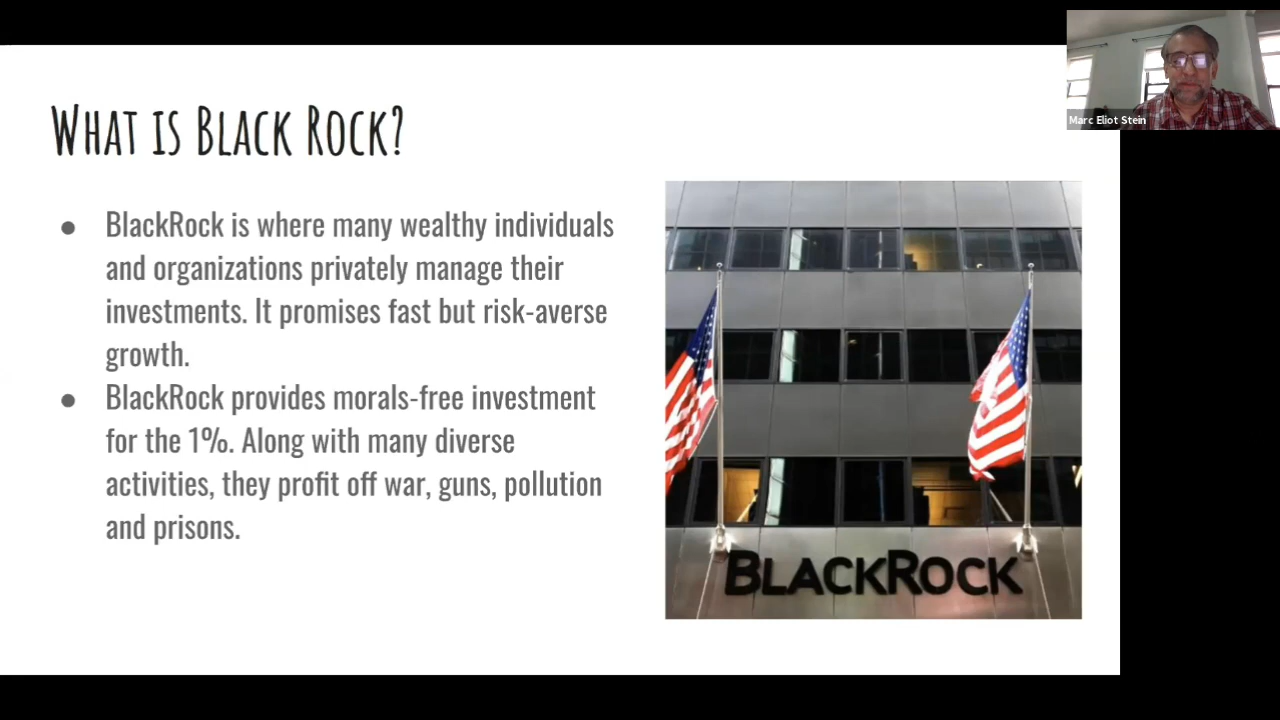 Marc Eliot Stein
What is Black Rock?
● BlackRock is where many wealthy individuals
and organizations privately manage their
investments. It promises fast but risk-averse
growth.
● BlackRock provides morals-free investment
for the 1%. Along with many diverse
activities, they profit off war, guns, pollution
and prisons.
BLACKROCK